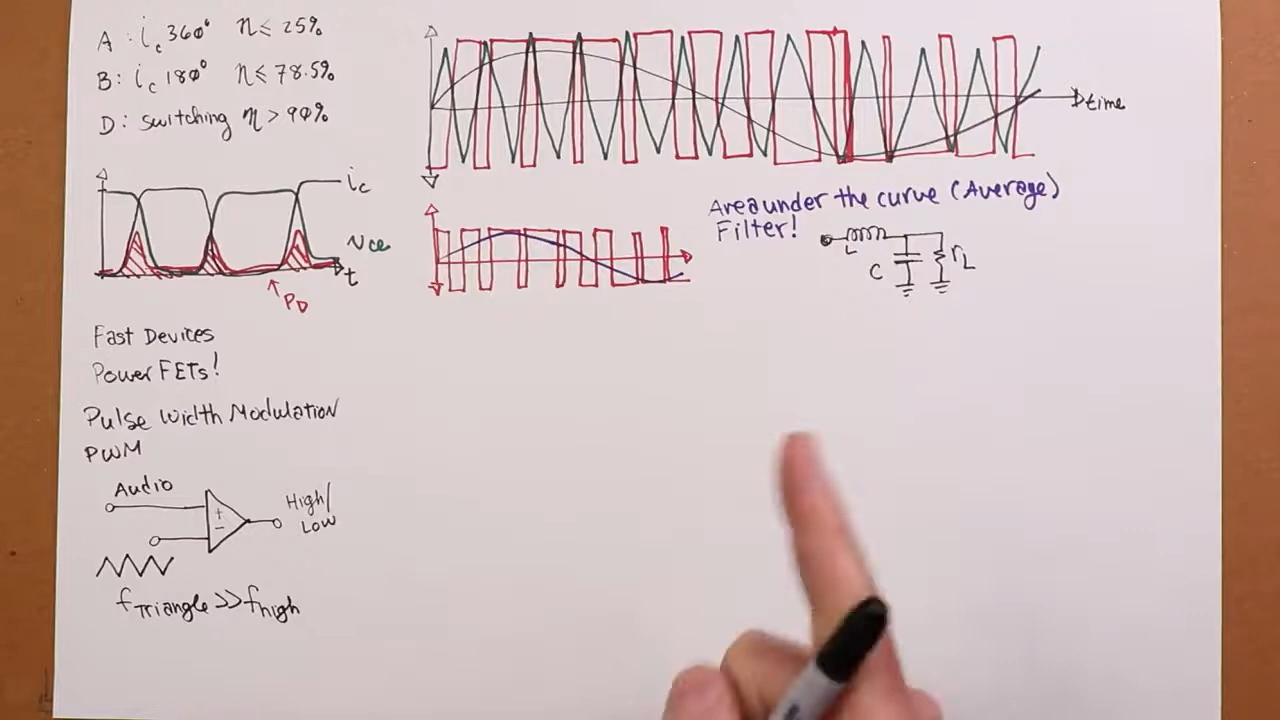 A: ic 360° η ≤ 25%
B: ic 180° η ≤ 78.5%
D: switching η > 90%
time
ic
Vce
t
PD
Area under the curve (Average)
Filter!
L
C
rL
Fast Devices
Power FETs!
Pulse Width Modulation
PWM
Audio
+
−
High/
Low
fTriangle >> fhigh